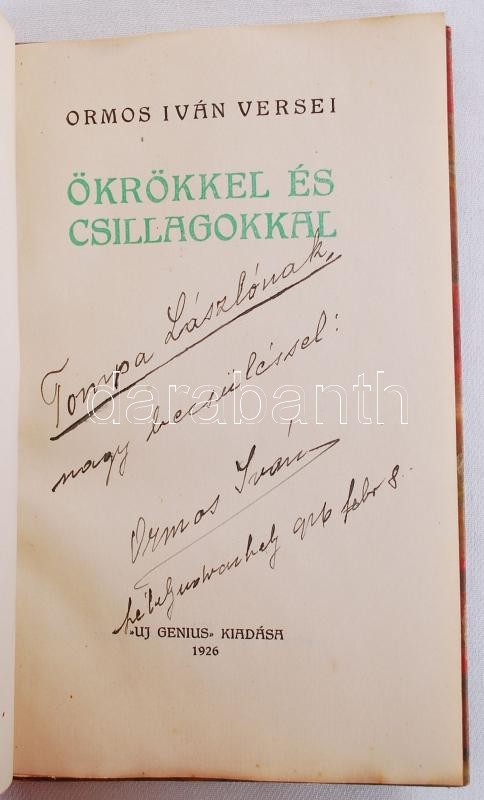 ORMOS IVÁN VERSEI
ÖKRÖKKEL ÉS
CSILLAGOKKAL
Tompa Lászlónak,
nagy becsüléssel:
darabanth
Ormos Iván
926 febr 8.
„UJ GENIUS" KIADÁSA
1926